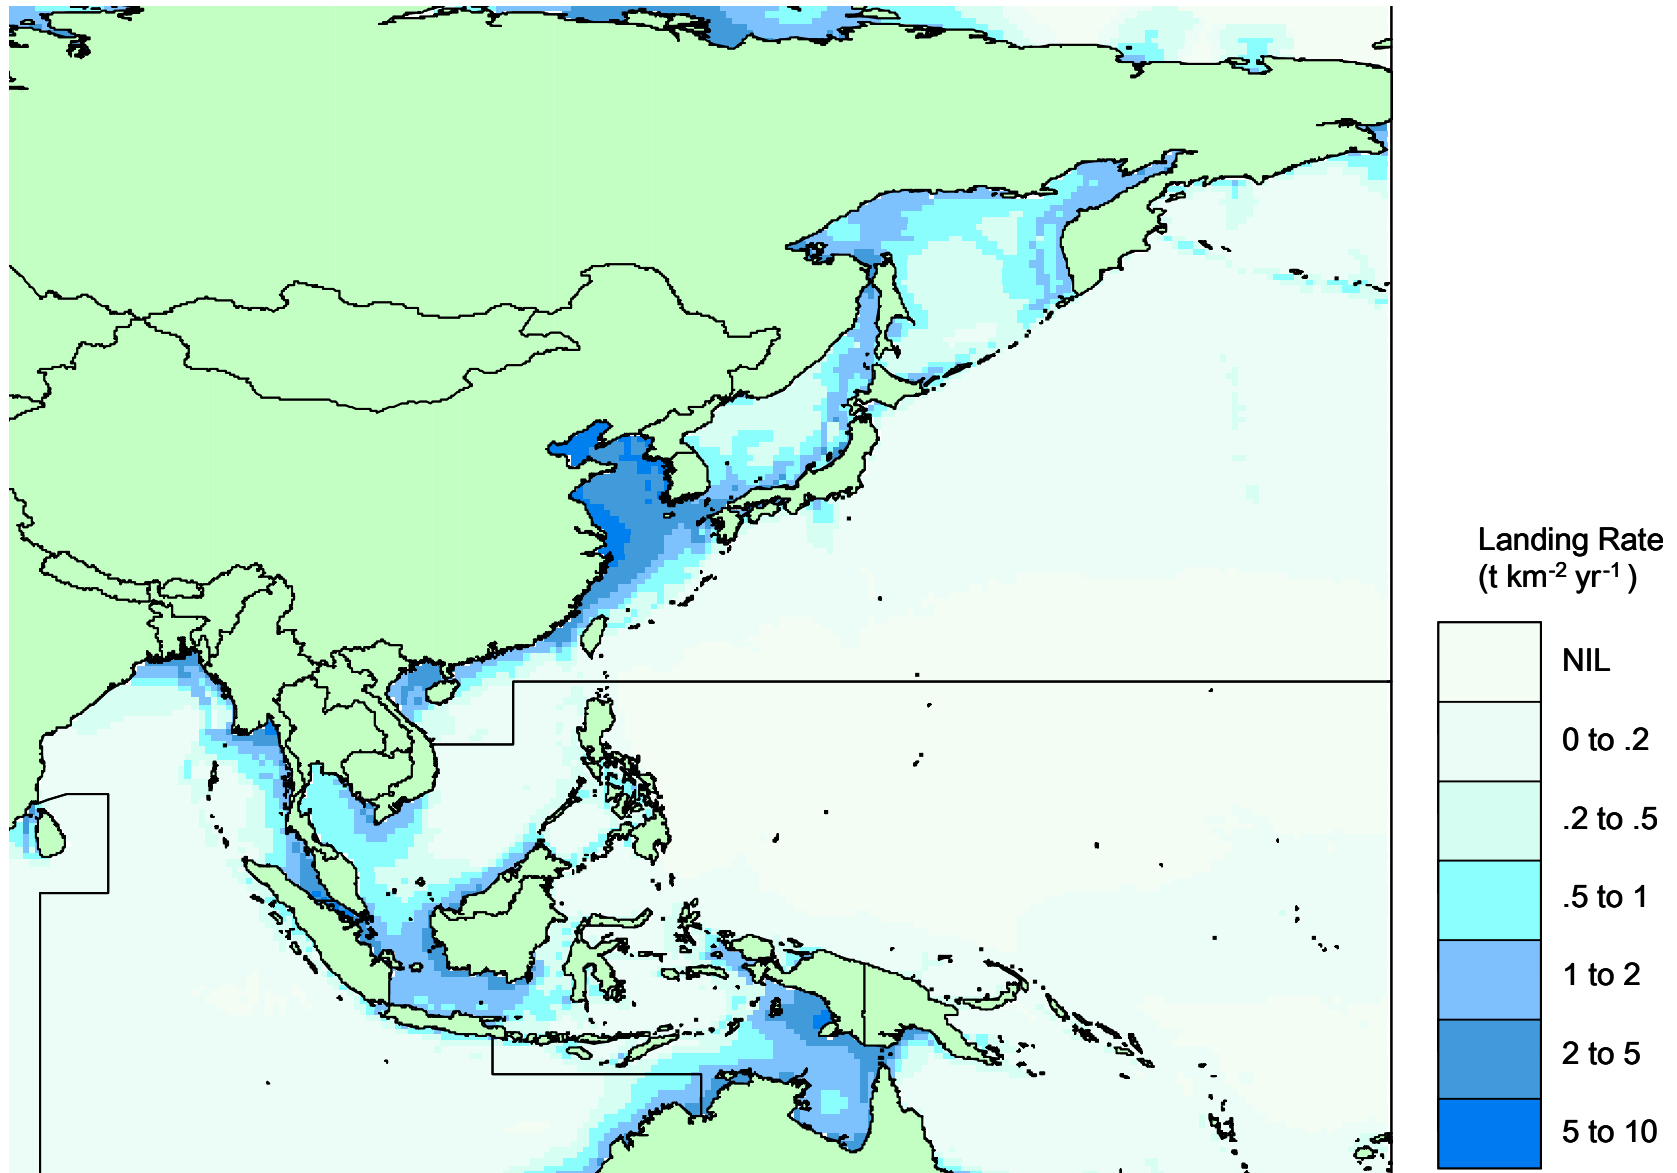 Landing Rate
(t km-2 yr-1 )
NIL
0 to .2
.2 to .5
.5 to 1
1 to 2
2 to 5
5 to 10